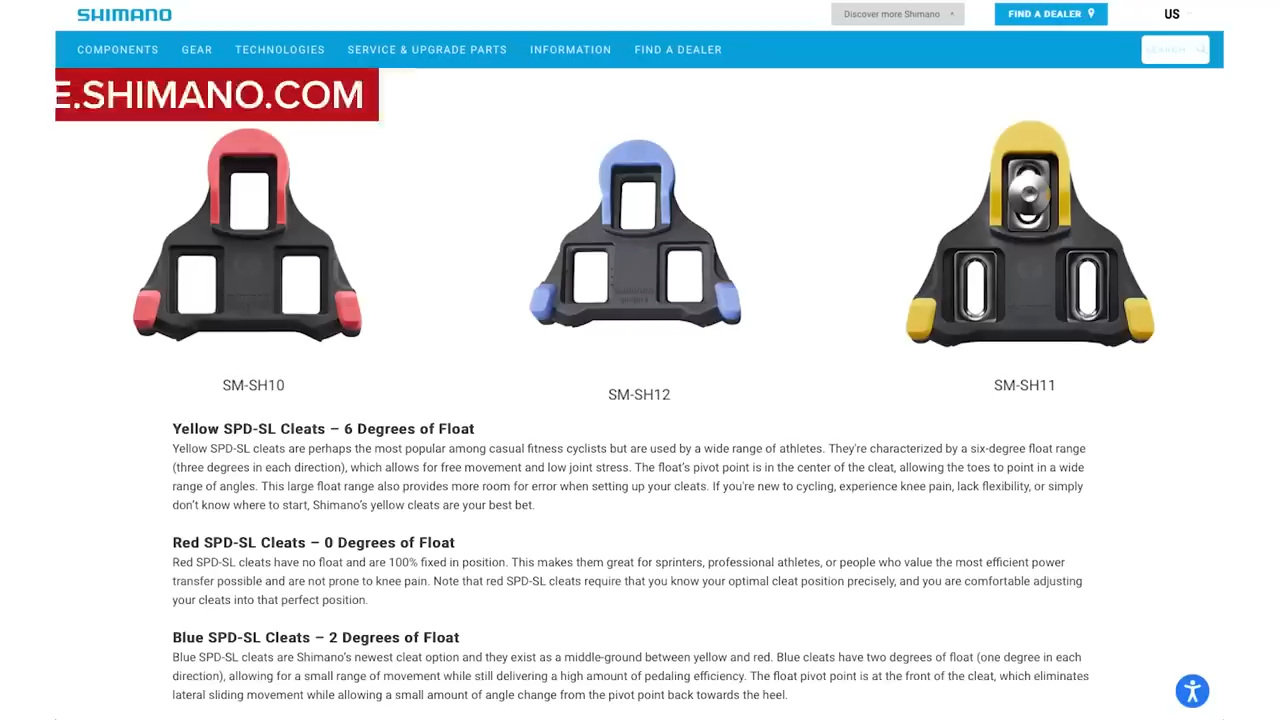 SHIMANO
Discover more Shimano
FIND A DEALER
US
COMPONENTS GEAR TECHNOLOGIES SERVICE & UPGRADE PARTS INFORMATION FIND A DEALER
SEARCH
E.SHIMANO.COM
SM-SH10
SM-SH12
SM-SH11
Yellow SPD-SL Cleats – 6 Degrees of Float
Yellow SPD-SL cleats are perhaps the most popular among casual fitness cyclists but are used by a wide range of athletes. They're characterized by a six-degree float range
(three degrees in each direction), which allows for free movement and low joint stress. The float's pivot point is in the center of the cleat, allowing the toes to point in a wide
range of angles. This large float range also provides more room for error when setting up your cleats. If you're new to cycling, experience knee pain, lack flexibility, or simply
don't know where to start, Shimano's yellow cleats are your best bet.
Red SPD-SL Cleats – 0 Degrees of Float
Red SPD-SL cleats have no float and are 100% fixed in position. This makes them great for sprinters, professional athletes, or people who value the most efficient power
transfer possible and are not prone to knee pain. Note that red SPD-SL cleats require that you know your optimal cleat position precisely, and you are comfortable adjusting
your cleats into that perfect position.
Blue SPD-SL Cleats – 2 Degrees of Float
Blue SPD-SL cleats are Shimano's newest cleat option and they exist as a middle-ground between yellow and red. Blue cleats have two degrees of float (one degree in each
direction), allowing for a small range of movement while still delivering a high amount of pedaling efficiency. The float pivot point is at the front of the cleat, which eliminates
lateral sliding movement while allowing a small amount of angle change from the pivot point back towards the heel.